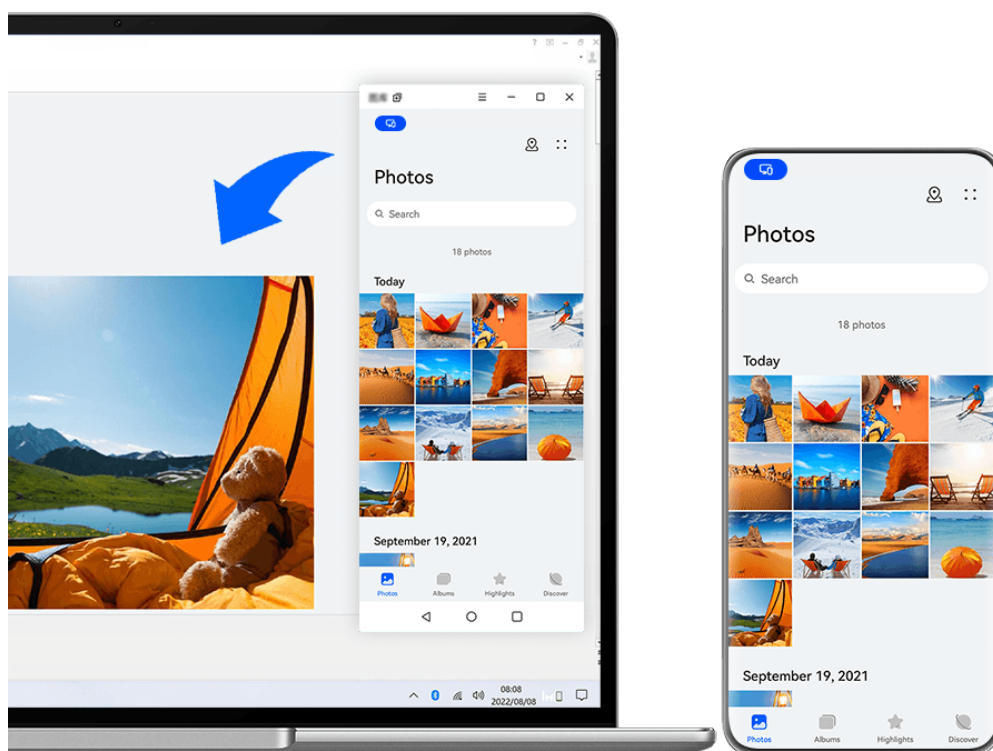 Photos
Search
18 photos
Today
September 19, 2021
Photos Albums Highlights Discover
08:08
2022/08/08
Photos
Search
18 photos
Today
September 19, 2021
Photos Albums Highlights Discover